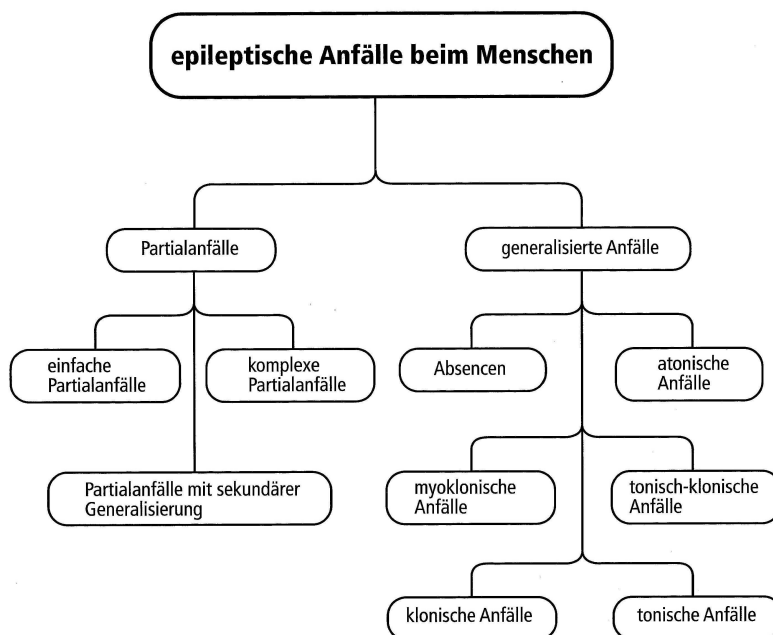 epileptische Anfälle beim Menschen
Partialanfälle
generalisierte Anfälle
einfache
Partialanfälle
komplexe
Partialanfälle
Partialanfälle mit sekundärer
Generalisierung
Absencen
atonische
Anfälle
myoklonische
Anfälle
tonisch-klonische
Anfälle
klonische Anfälle
tonische Anfälle